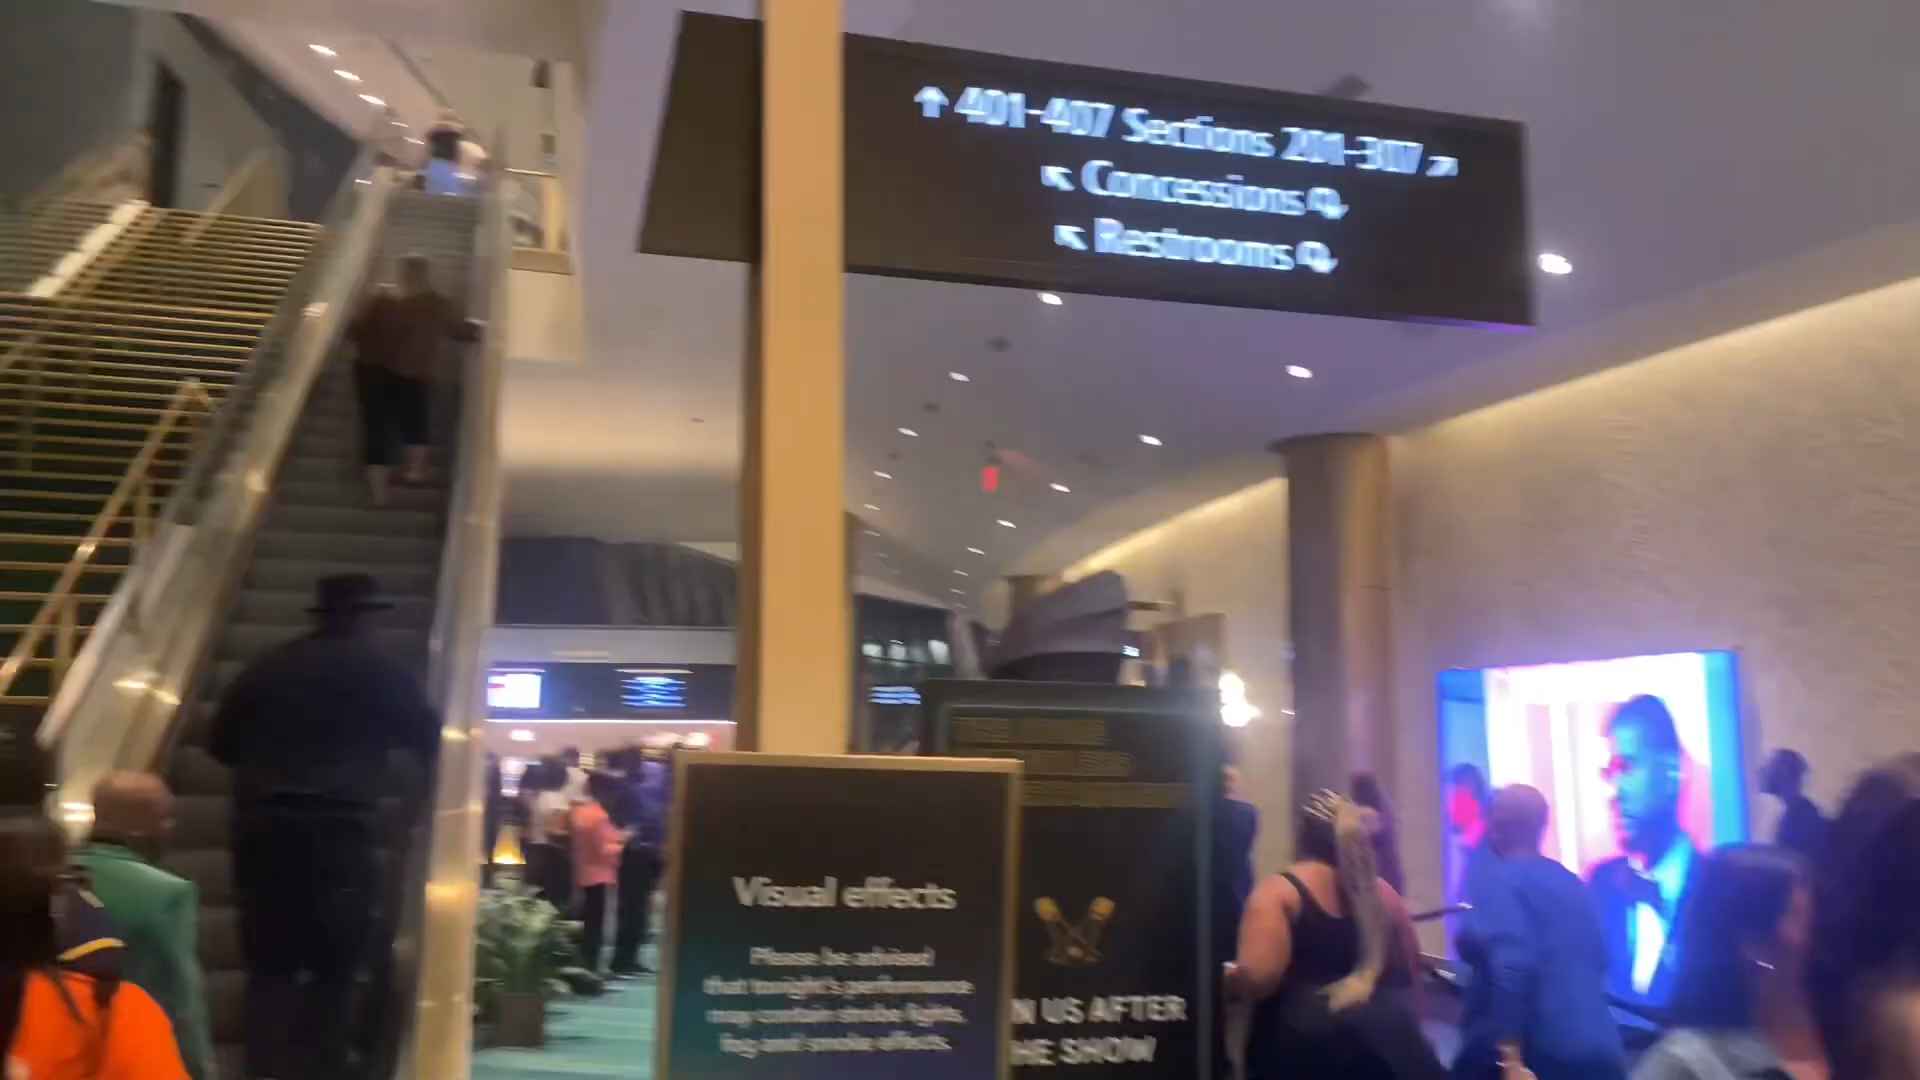 ↑ 401-407 Sections 201-307 ↗
↖ Concessions
↖ Restrooms
Visual effects
Please be advised
that tonight's performance
may contain strobe lights,
fog and smoke effects.
N US AFTER
HE SHOW